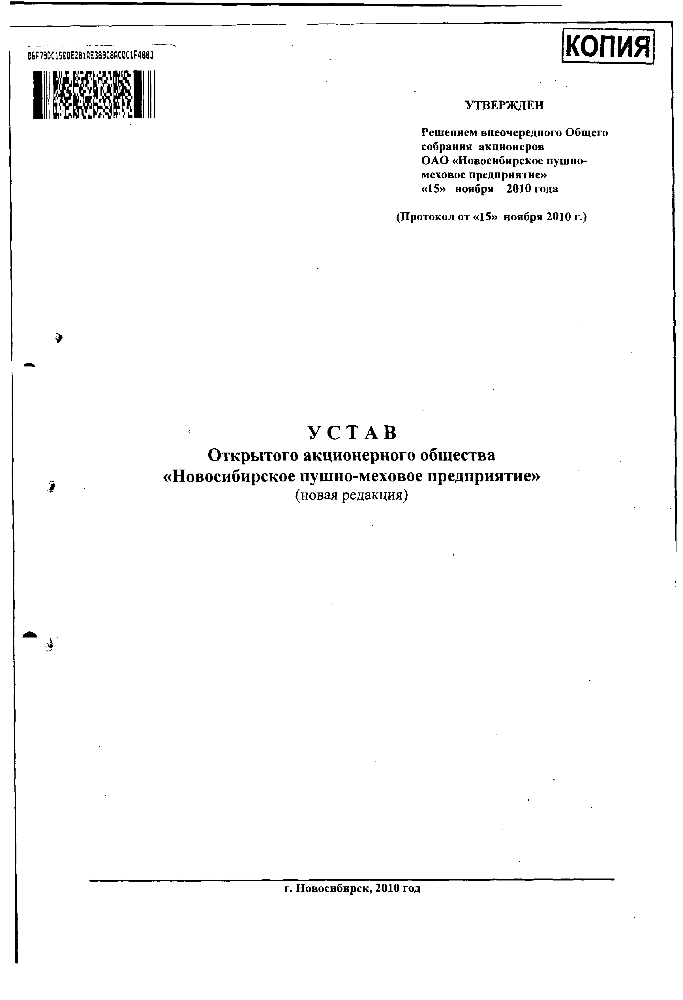 КОПИЯ
УТВЕРЖДЕН
Решением внеочередного Общего
собрания акционеров
ОАО «Новосибирское пушно-
меховое предприятие»
«15» ноября 2010 года
(Протокол от «15» ноября 2010 г.)
У С Т А В
Открытого акционерного общества
«Новосибирское пушно-меховое предприятие»
(новая редакция)
г. Новосибирск, 2010 год